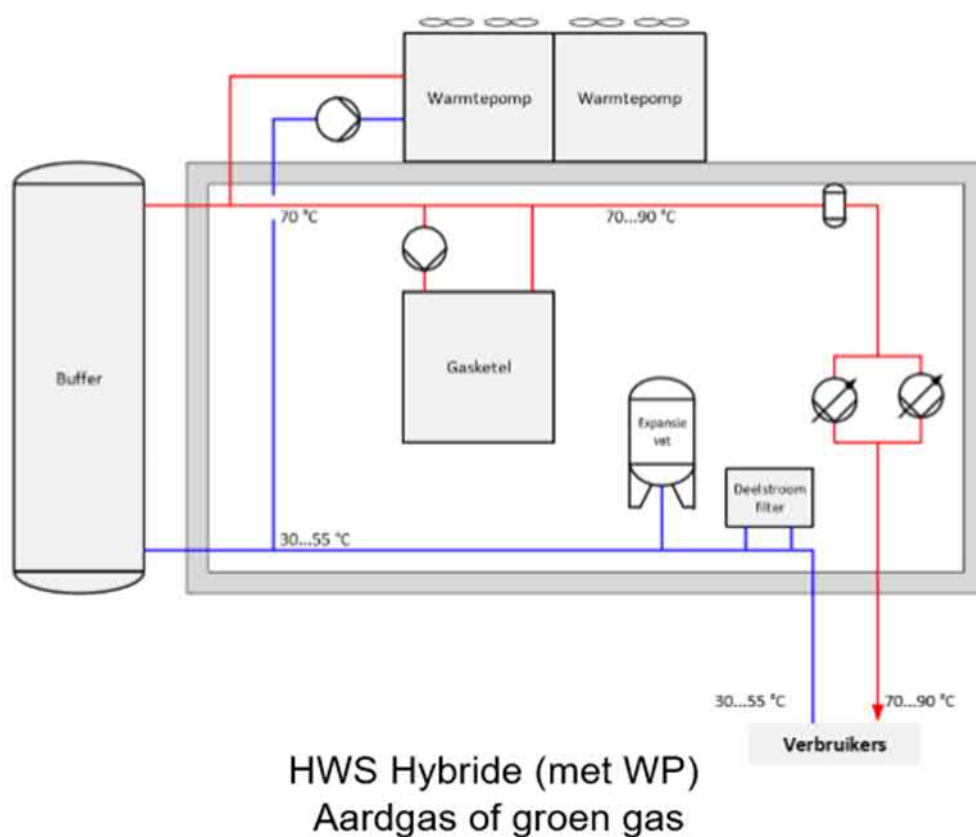 Warmtepomp
Warmtepomp
70 °C
70...90 °C
Buffer
Gasketel
Expansie
vat
Deelstroom
filter
30...55 °C
30...55 °C
70...90 °C
Verbruikers
HWS Hybride (met WP)
Aardgas of groen gas